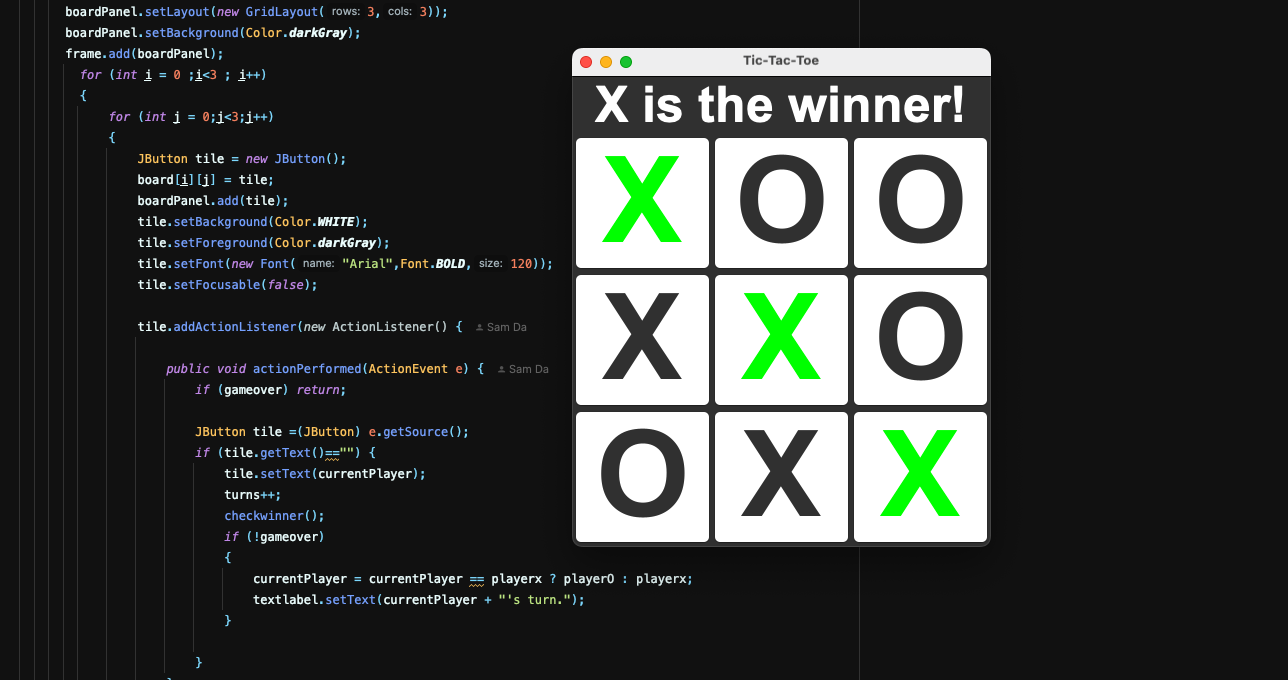 boardPanel.setLayout(new GridLayout( rows: 3, cols: 3));
boardPanel.setBackground(Color.darkGray);
frame.add(boardPanel);
for (int i = 0 ;i<3 ; i++)
{
for (int j = 0;j<3;j++)
{
JButton tile = new JButton();
board[i][j] = tile;
boardPanel.add(tile);
tile.setBackground(Color.WHITE);
tile.setForeground(Color.darkGray);
tile.setFont(new Font( name: "Arial",Font.BOLD, size: 120));
tile.setFocusable(false);
tile.addActionListener(new ActionListener() { Sam Da
public void actionPerformed(ActionEvent e) { Sam Da
if (gameover) return;
JButton tile =(JButton) e.getSource();
if (tile.getText()=="") {
tile.setText(currentPlayer);
turns++;
checkwinner();
if (!gameover)
{
currentPlayer = currentPlayer == playerx ? playerO : playerx;
textlabel.setText(currentPlayer + "'s turn.");
}
}
Tic-Tac-Toe
X is the winner!
X O O
X X O
O X X